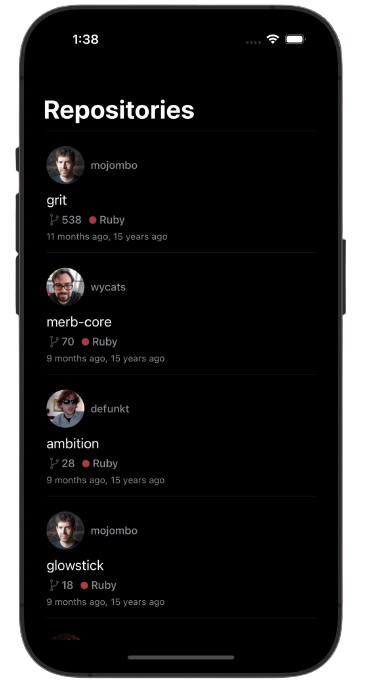 1:38
Repositories
mojombo
grit
538 Ruby
11 months ago, 15 years ago
wycats
merb-core
70 Ruby
9 months ago, 15 years ago
defunkt
ambition
28 Ruby
9 months ago, 15 years ago
mojombo
glowstick
18 Ruby
9 months ago, 15 years ago